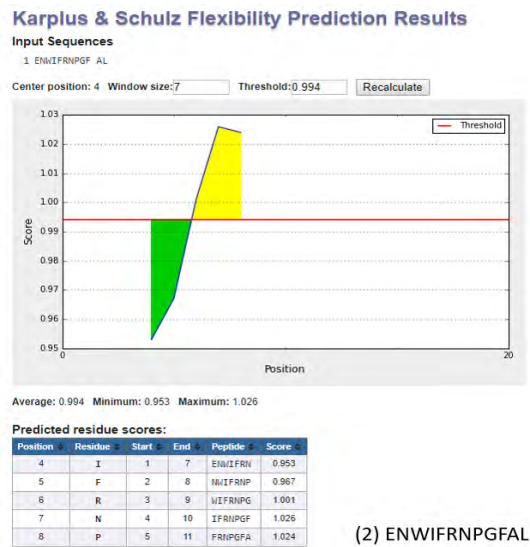 Karplus & Schulz Flexibility Prediction Results
Input Sequences
1 ENWIFRNPGF AL
Center position: 4 Window size: 7 Threshold: 0.994 Recalculate
1.03
Threshold
1.02
1.01
1.00
0.99
0.98
0.97
0.96
0.95
Score
0
20
Position
Average: 0.994 Minimum: 0.953 Maximum: 1.026
Predicted residue scores:
Position Residue Start End Peptide Score
4 I 1 7 ENWIFRN 0.953
5 F 2 8 NWIFRNP 0.967
6 R 3 9 WIFRNPG 1.001
7 N 4 10 IFRNPGF 1.026
8 P 5 11 FRNPGFA 1.024
(2) ENWIFRNPGFAL